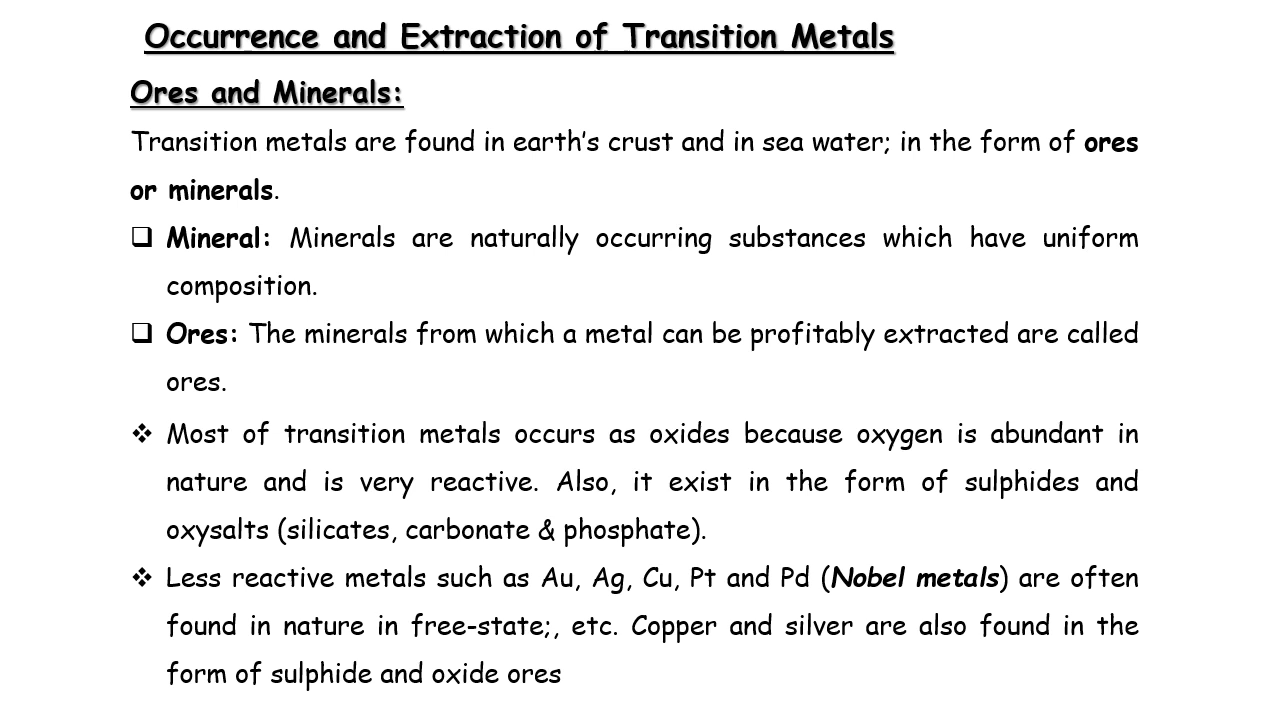 Occurrence and Extraction of Transition Metals
Ores and Minerals:
Transition metals are found in earth's crust and in sea water; in the form of ores
or minerals.
❑ Mineral: Minerals are naturally occurring substances which have uniform
composition.
❑ Ores: The minerals from which a metal can be profitably extracted are called
ores.
❖ Most of transition metals occurs as oxides because oxygen is abundant in
nature and is very reactive. Also, it exist in the form of sulphides and
oxysalts (silicates, carbonate & phosphate).
❖ Less reactive metals such as Au, Ag, Cu, Pt and Pd (Nobel metals) are often
found in nature in free-state;, etc. Copper and silver are also found in the
form of sulphide and oxide ores